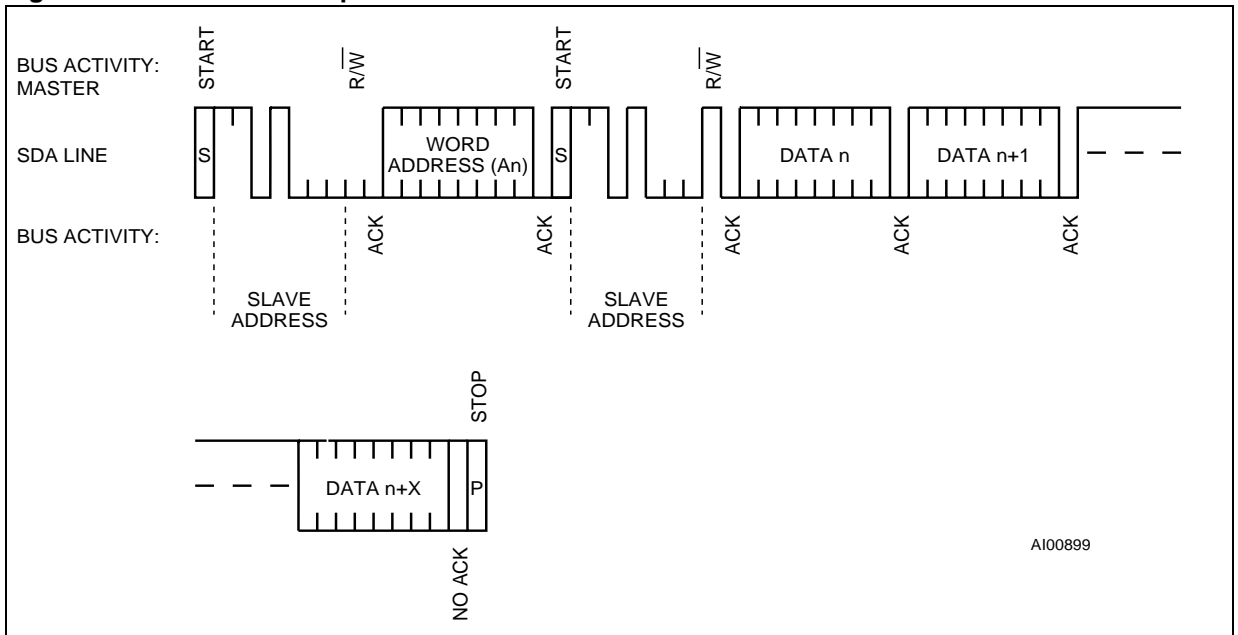 START
R/W
START
R/W
BUS ACTIVITY:
MASTER
SDA LINE
S
WORD
ADDRESS (An)
S
DATA n
DATA n+1
BUS ACTIVITY:
ACK
ACK
ACK
ACK
ACK
SLAVE
ADDRESS
SLAVE
ADDRESS
STOP
DATA n+X
P
NO ACK
AI00899